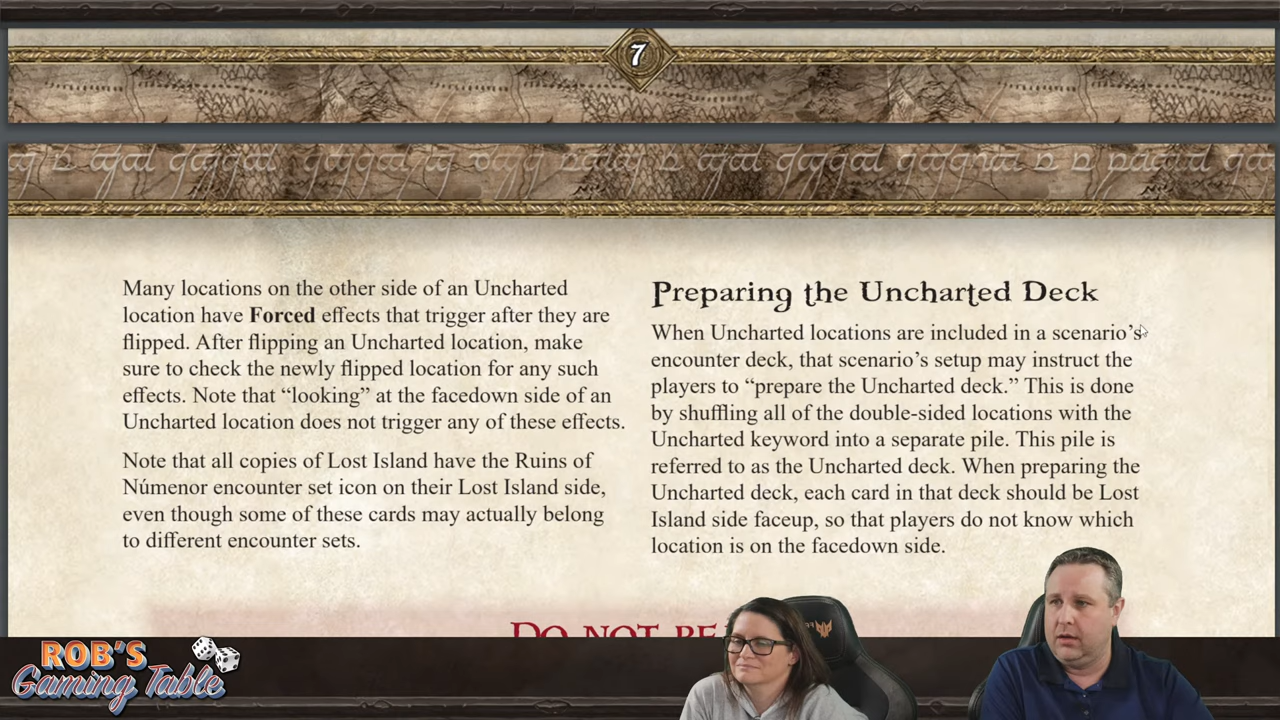 7
Many locations on the other side of an Uncharted
location have Forced effects that trigger after they are
flipped. After flipping an Uncharted location, make
sure to check the newly flipped location for any such
effects. Note that “looking” at the facedown side of an
Uncharted location does not trigger any of these effects.
Note that all copies of Lost Island have the Ruins of
Númenor encounter set icon on their Lost Island side,
even though some of these cards may actually belong
to different encounter sets.
Preparing the Uncharted Deck
When Uncharted locations are included in a scenario’s
encounter deck, that scenario’s setup may instruct the
players to “prepare the Uncharted deck.” This is done
by shuffling all of the double-sided locations with the
Uncharted keyword into a separate pile. This pile is
referred to as the Uncharted deck. When preparing the
Uncharted deck, each card in that deck should be Lost
Island side faceup, so that players do not know which
location is on the facedown side.
DO NOT
ROB'S
Gaming Table